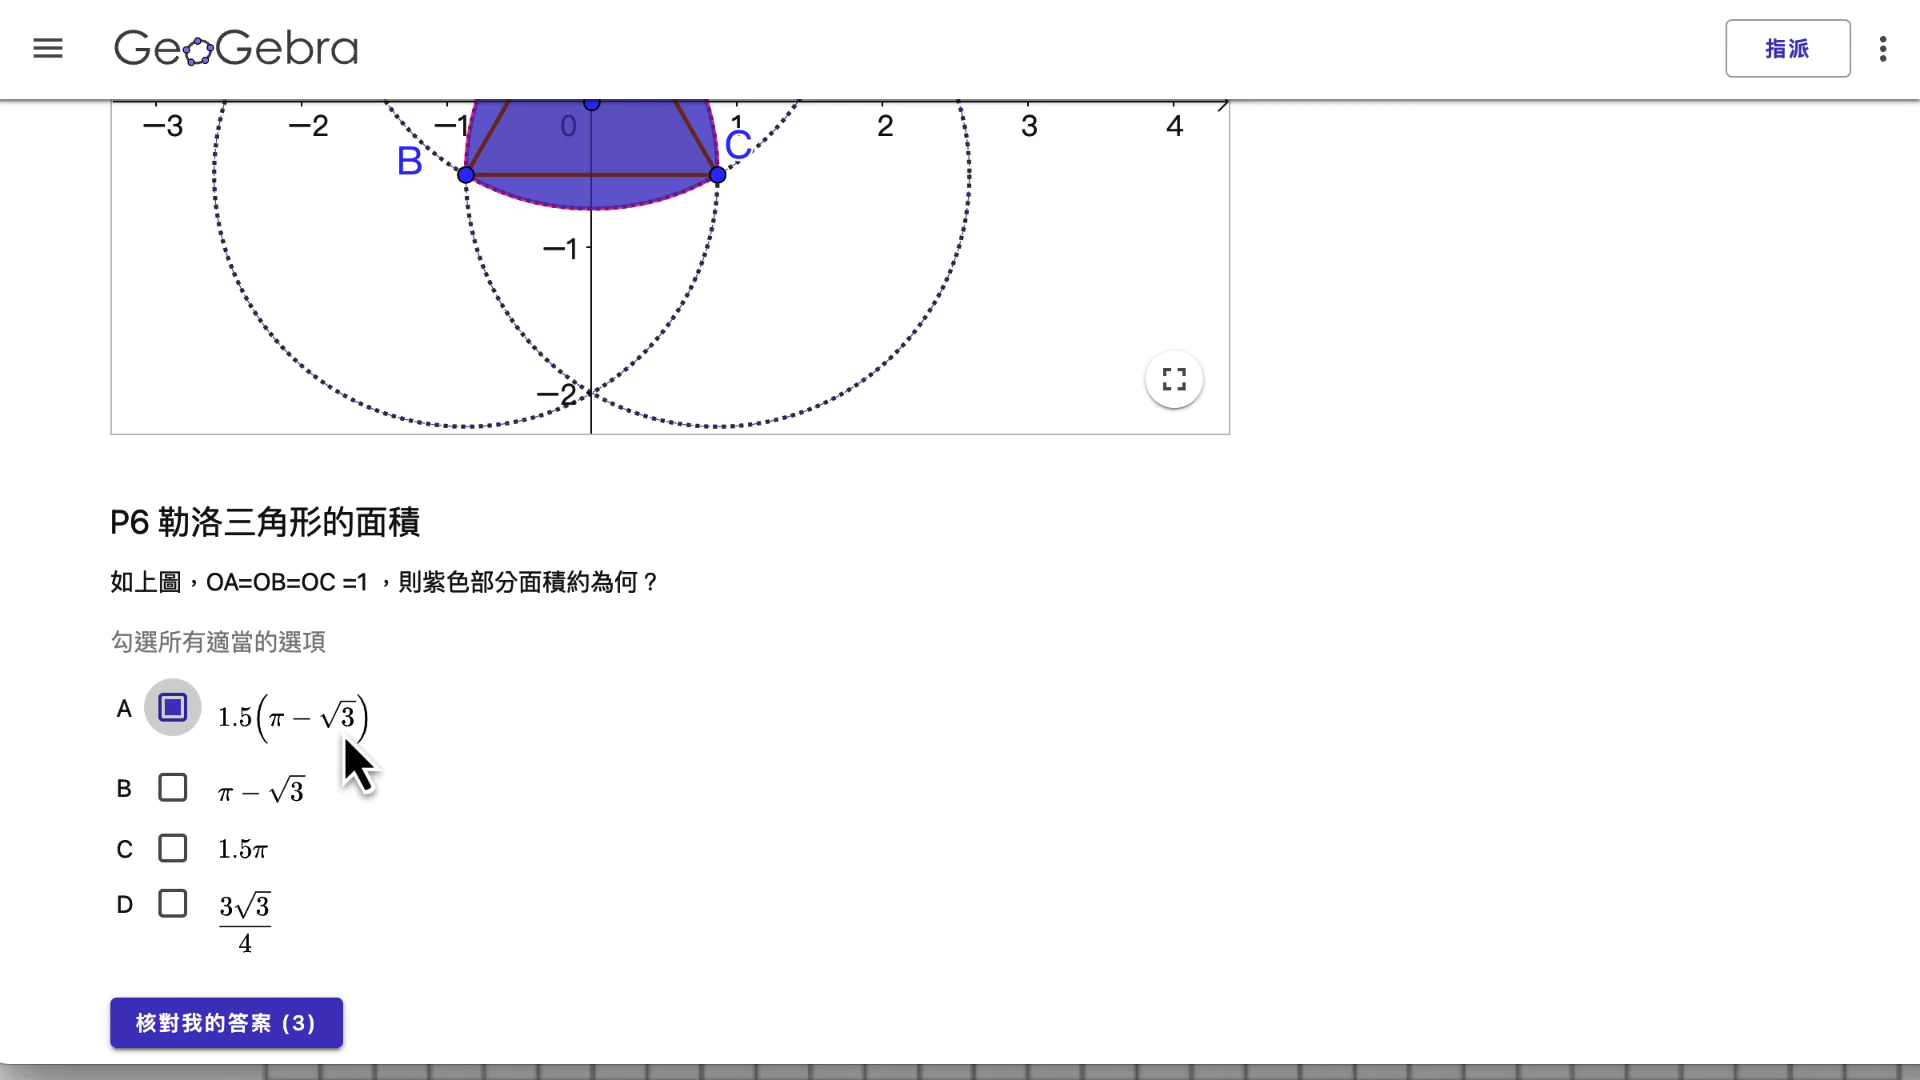 GeoGebra
指派
−3 −2 −1 0 1 2 3 4
B
C
−1
−2
P6 勒洛三角形的面積
如上圖，OA=OB=OC =1 ，則紫色部分面積約為何？
勾選所有適當的選項
A 1.5(π − √3)
B π − √3
C 1.5π
D 3√3/4
核對我的答案 (3)